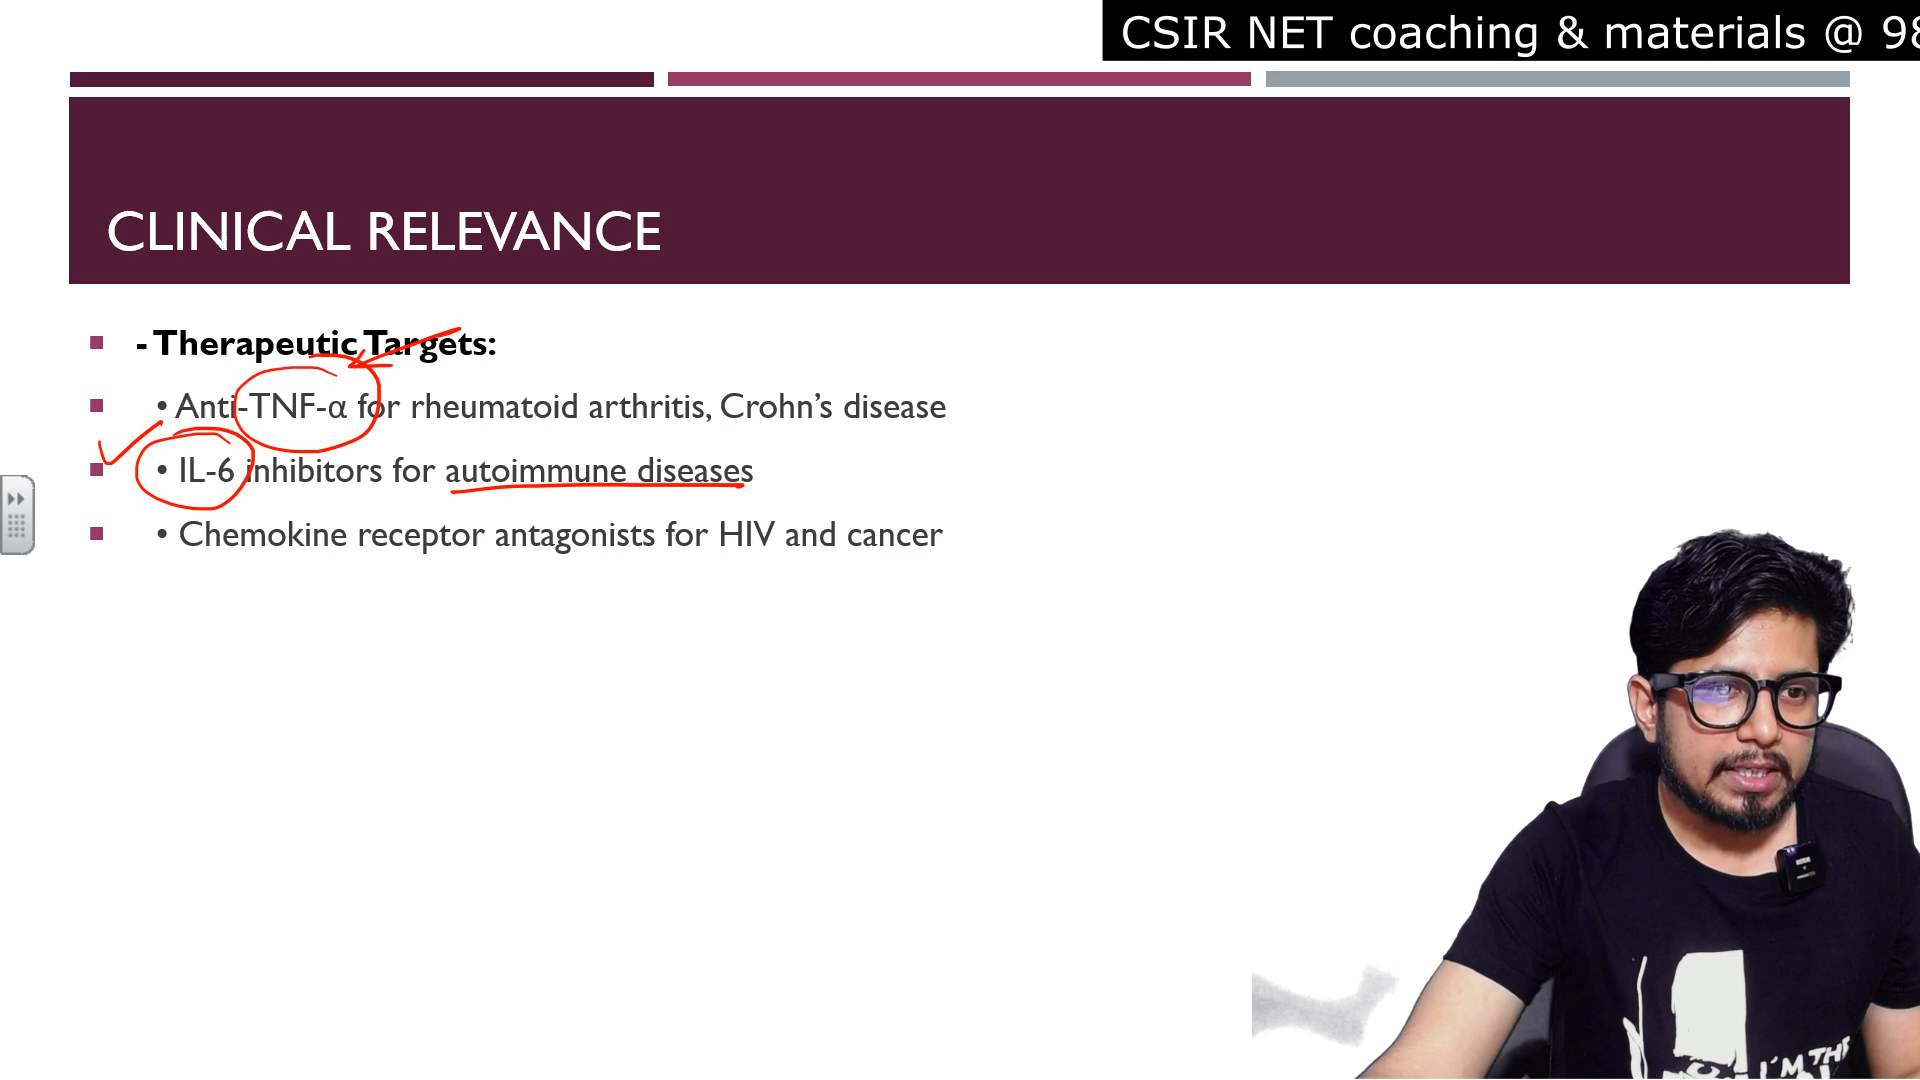 CSIR NET coaching & materials @ 98
CLINICAL RELEVANCE
- Therapeutic Targets:
• Anti-TNF-α for rheumatoid arthritis, Crohn’s disease
• IL-6 inhibitors for autoimmune diseases
• Chemokine receptor antagonists for HIV and cancer
I'M THE